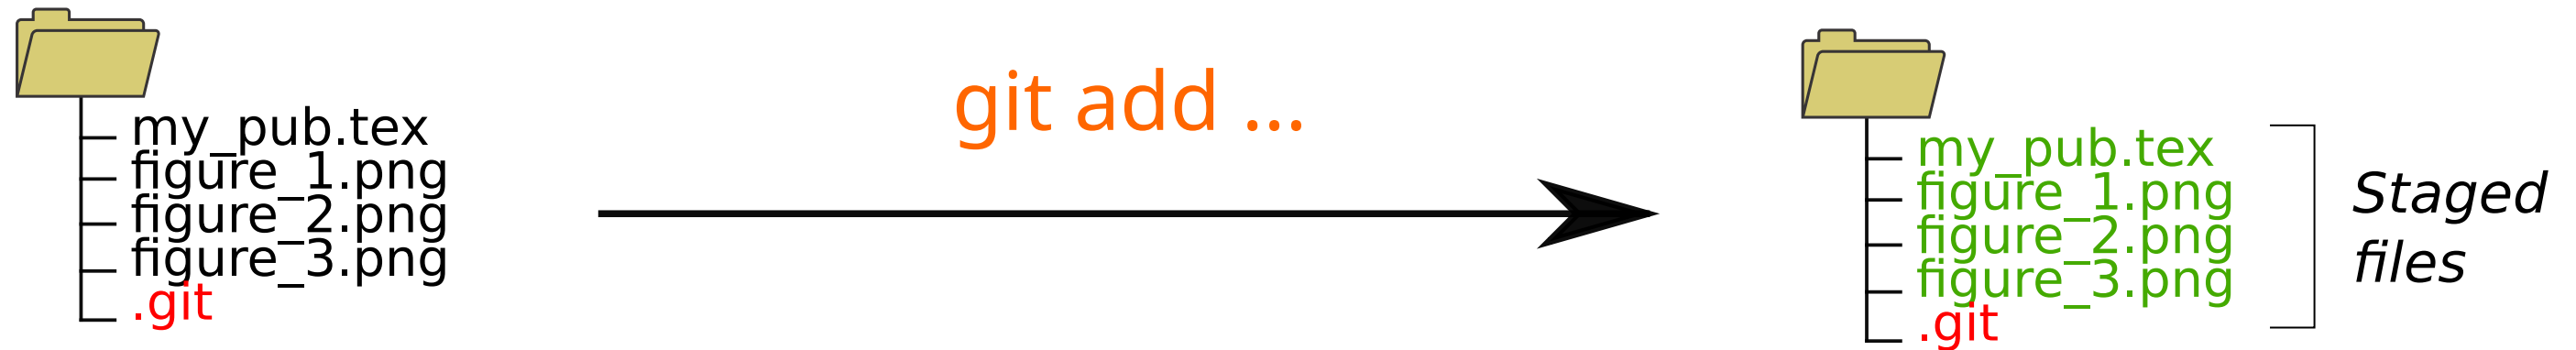 my_pub.tex
figure_1.png
figure_2.png
figure_3.png
.git
git add ...
my_pub.tex
figure_1.png
figure_2.png
figure_3.png
.git
Staged
files